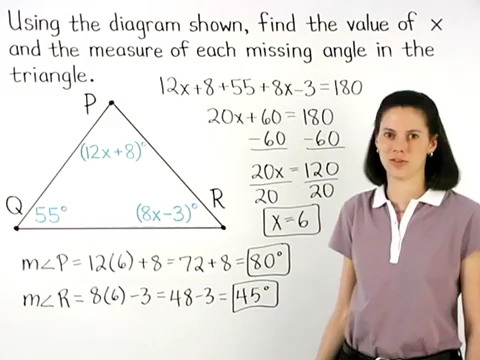 Using the diagram shown, find the value of x
and the measure of each missing angle in the
triangle.
12x+8+55+8x-3=180
20x+60=180
-60 -60
20x=120
20 20
x=6
P
(12x+8)°
Q
55°
(8x-3)°
R
m∠P=12(6)+8=72+8=80°
m∠R=8(6)-3=48-3=45°